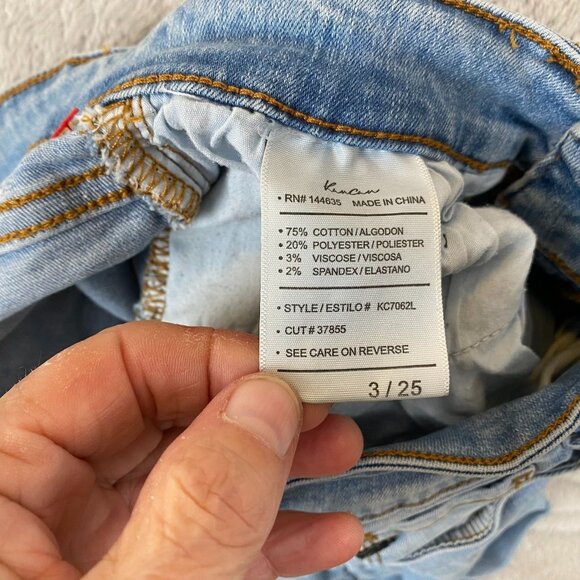 KanCan
• RN# 144635 MADE IN CHINA
• 75% COTTON/ALGODON
• 20% POLYESTER/POLIESTER
• 3% VISCOSE/VISCOSA
• 2% SPANDEX/ELASTANO
• STYLE/ESTILO# KC7062L
• CUT# 37855
• SEE CARE ON REVERSE
3 / 25